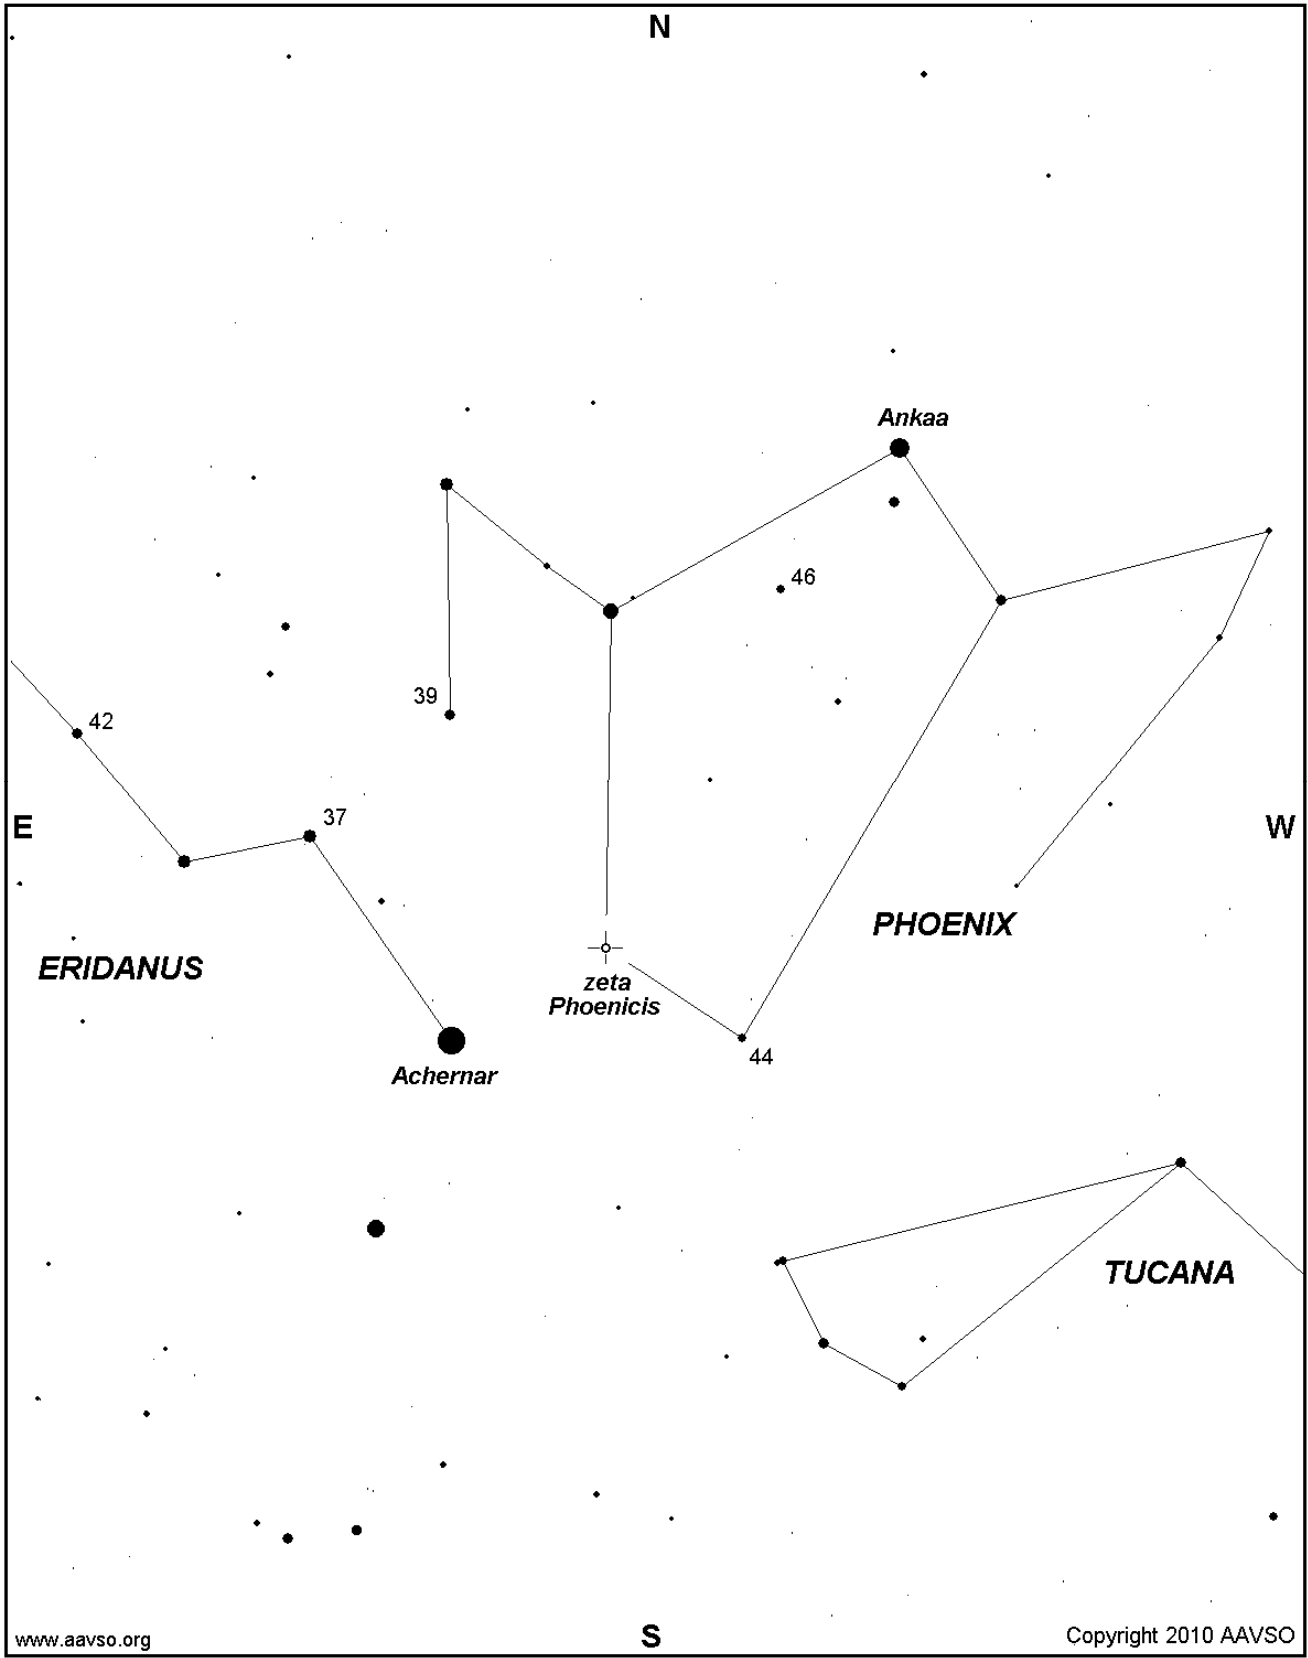 N
Ankaa
46
39
42
37
E
W
PHOENIX
ERIDANUS
zeta
Phoenicis
44
Achernar
TUCANA
www.aavso.org
S
Copyright 2010 AAVSO